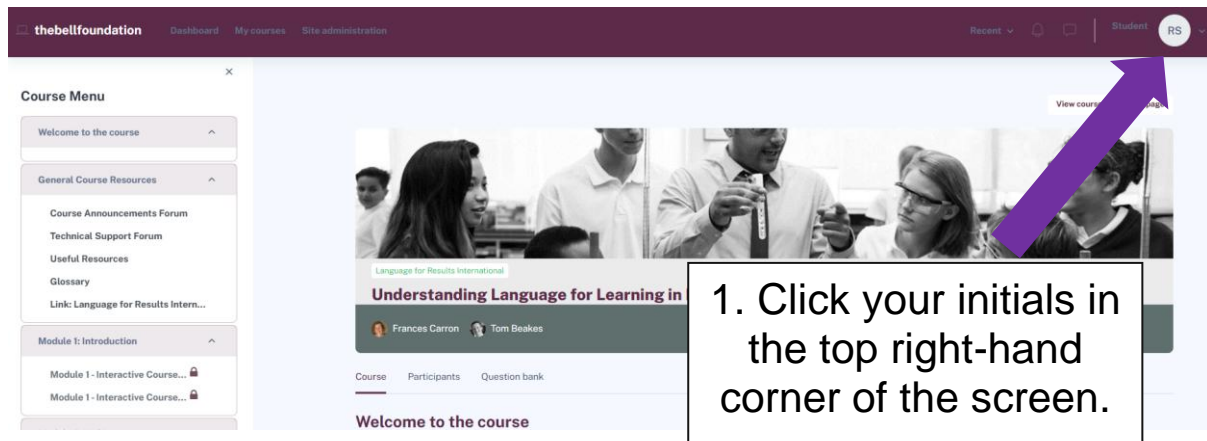 thebellfoundation Dashboard My courses Site administration Recent Student RS
Course Menu
Welcome to the course
General Course Resources
Course Announcements Forum
Technical Support Forum
Useful Resources
Glossary
Link: Language for Results Intern...
Module 1: Introduction
Module 1 - Interactive Course...
Module 1 - Interactive Course...
View cours
Language for Results International
Understanding Language for Learning in
Frances Carron Tom Beakes
Course Participants Question bank
Welcome to the course
1. Click your initials in
the top right-hand
corner of the screen.